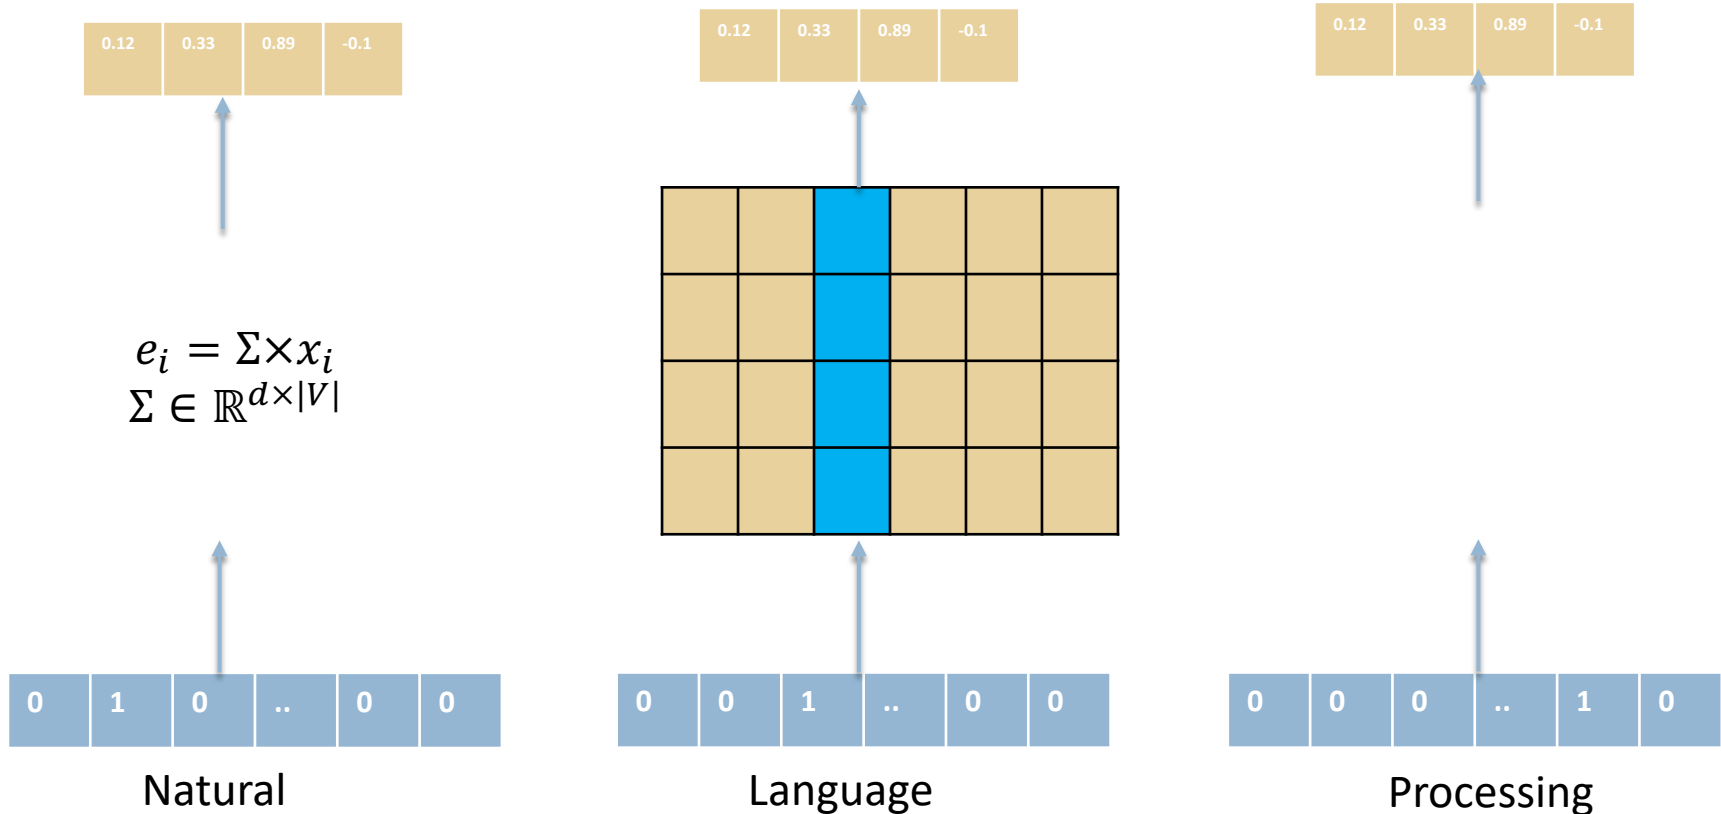 0.12 0.33 0.89 -0.1
0.12 0.33 0.89 -0.1
0.12 0.33 0.89 -0.1
e_i = Σ×x_i
Σ ∈ ℝ^{d×|V|}
0 1 0 .. 0 0
0 0 1 .. 0 0
0 0 0 .. 1 0
Natural
Language
Processing